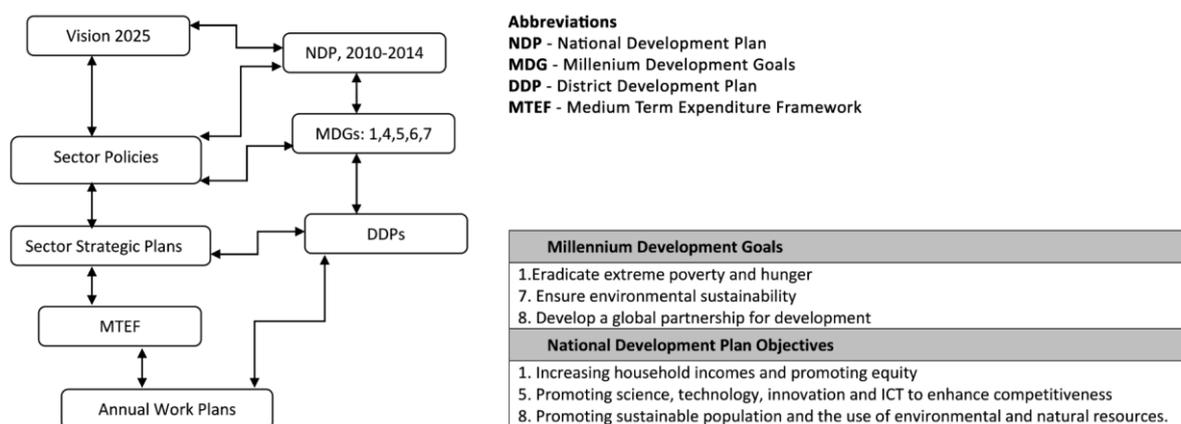 Vision 2025
NDP, 2010-2014
MDGs: 1,4,5,6,7
Sector Policies
DDPs
Sector Strategic Plans
MTEF
Annual Work Plans
Abbreviations
NDP - National Development Plan
MDG - Millenium Development Goals
DDP - District Development Plan
MTEF - Medium Term Expenditure Framework
Millennium Development Goals
1.Eradicate extreme poverty and hunger
7. Ensure environmental sustainability
8. Develop a global partnership for development
National Development Plan Objectives
1. Increasing household incomes and promoting equity
5. Promoting science, technology, innovation and ICT to enhance competitiveness
8. Promoting sustainable population and the use of environmental and natural resources.